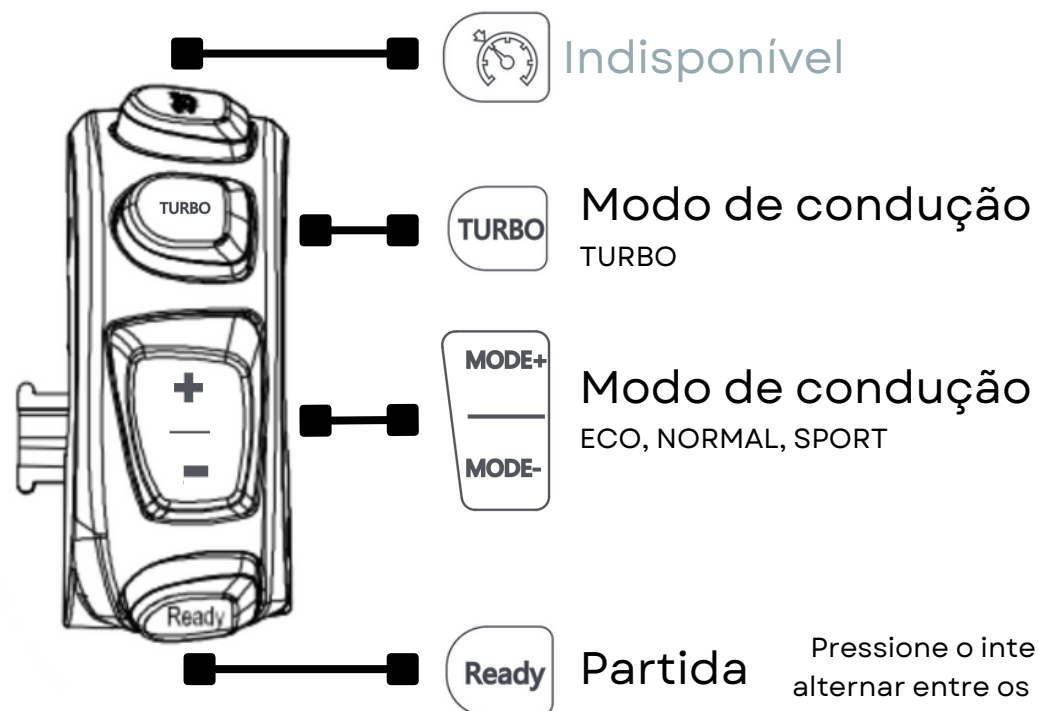 Indisponível
TURBO
TURBO
Modo de condução
TURBO
MODE+
MODE-
Modo de condução
ECO, NORMAL, SPORT
+
-
Ready
Ready
Partida
Pressione o inte
alternar entre os